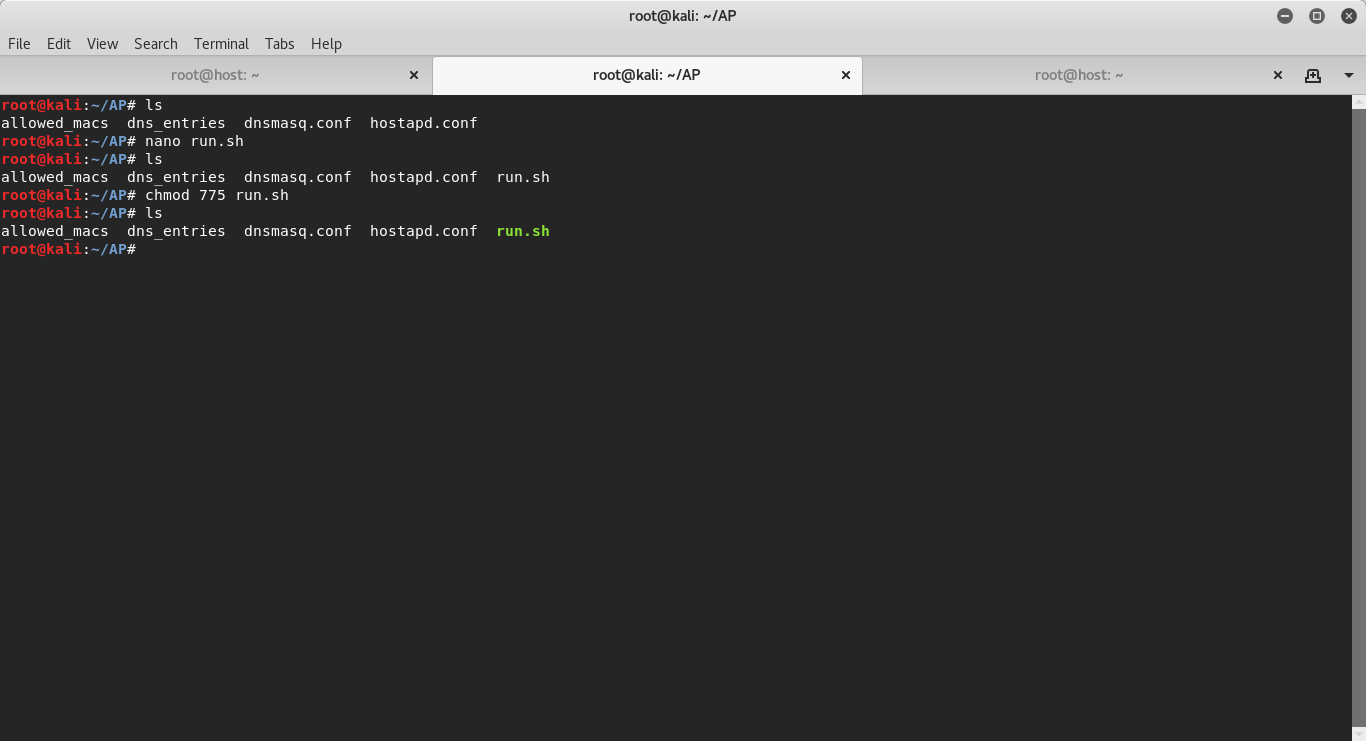 root@kali: ~/AP
File Edit View Search Terminal Tabs Help
root@host: ~ root@kali: ~/AP root@host: ~
root@kali:~/AP# ls
allowed_macs  dns_entries  dnsmasq.conf  hostapd.conf
root@kali:~/AP# nano run.sh
root@kali:~/AP# ls
allowed_macs  dns_entries  dnsmasq.conf  hostapd.conf  run.sh
root@kali:~/AP# chmod 775 run.sh
root@kali:~/AP# ls
allowed_macs  dns_entries  dnsmasq.conf  hostapd.conf  run.sh
root@kali:~/AP#